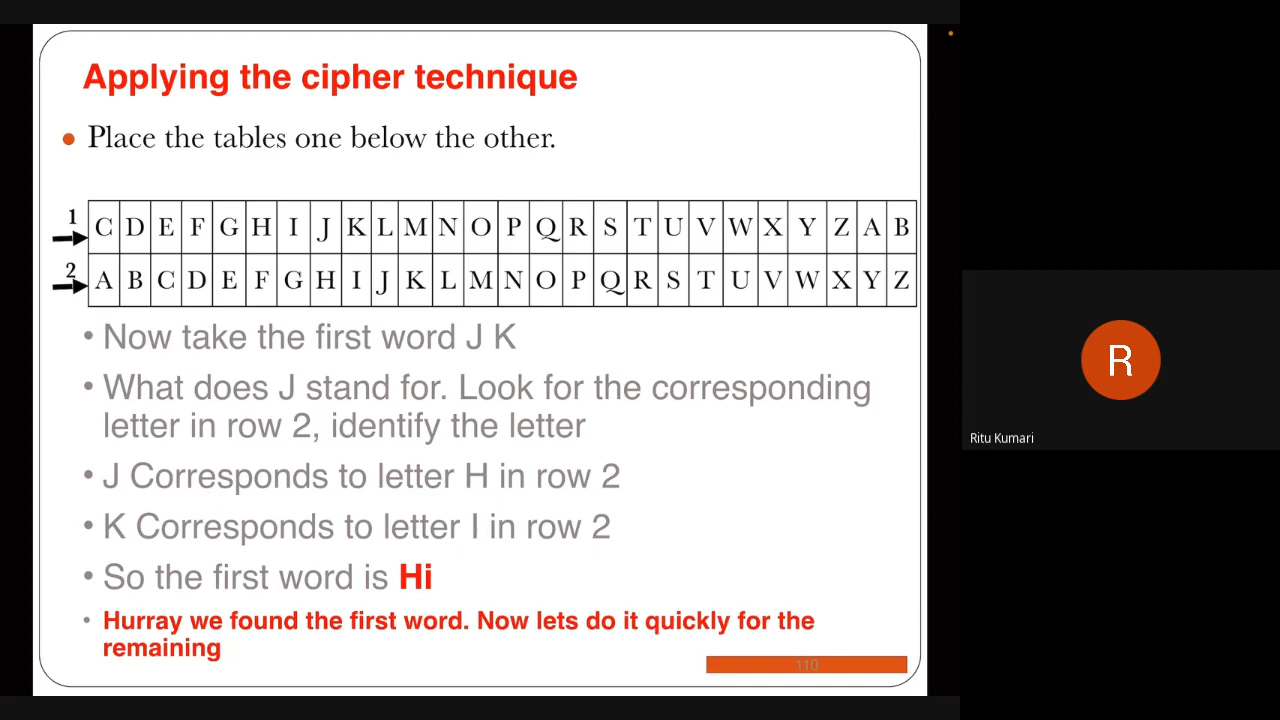 Applying the cipher technique
• Place the tables one below the other.
1 C D E F G H I J K L M N O P Q R S T U V W X Y Z A B
2 A B C D E F G H I J K L M N O P Q R S T U V W X Y Z
• Now take the first word J K
• What does J stand for. Look for the corresponding
letter in row 2, identify the letter
• J Corresponds to letter H in row 2
• K Corresponds to letter I in row 2
• So the first word is Hi
• Hurray we found the first word. Now lets do it quickly for the
remaining
110
R
Ritu Kumari